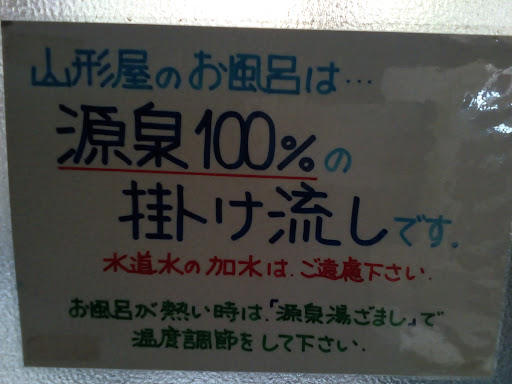 山形屋のお風呂は…
源泉100%の
掛け流しです.
水道水の加水は.ご遠慮下さい.
お風呂が熱い時は、「源泉湯ざまし」で
温度調節をして下さい.